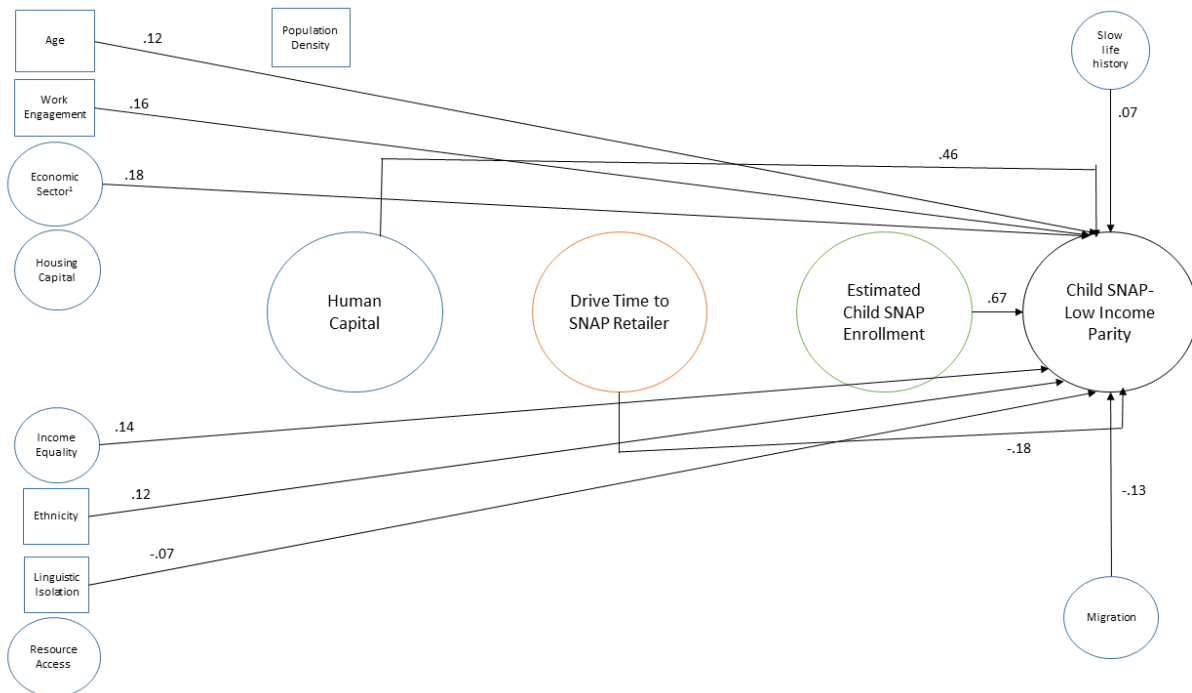 Age
.12
Population
Density
Slow
life
history
Work
Engagement
.16
.07
Economic
Sector¹
.18
.46
Housing
Capital
Human
Capital
Drive Time to
SNAP Retailer
Estimated
Child SNAP
Enrollment
.67
Child SNAP-
Low Income
Parity
Income
Equality
.14
-.18
Ethnicity
.12
-.13
Linguistic
Isolation
-.07
Migration
Resource
Access